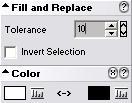 Fill and Replace
Tolerance 10
Invert Selection
Color
<->